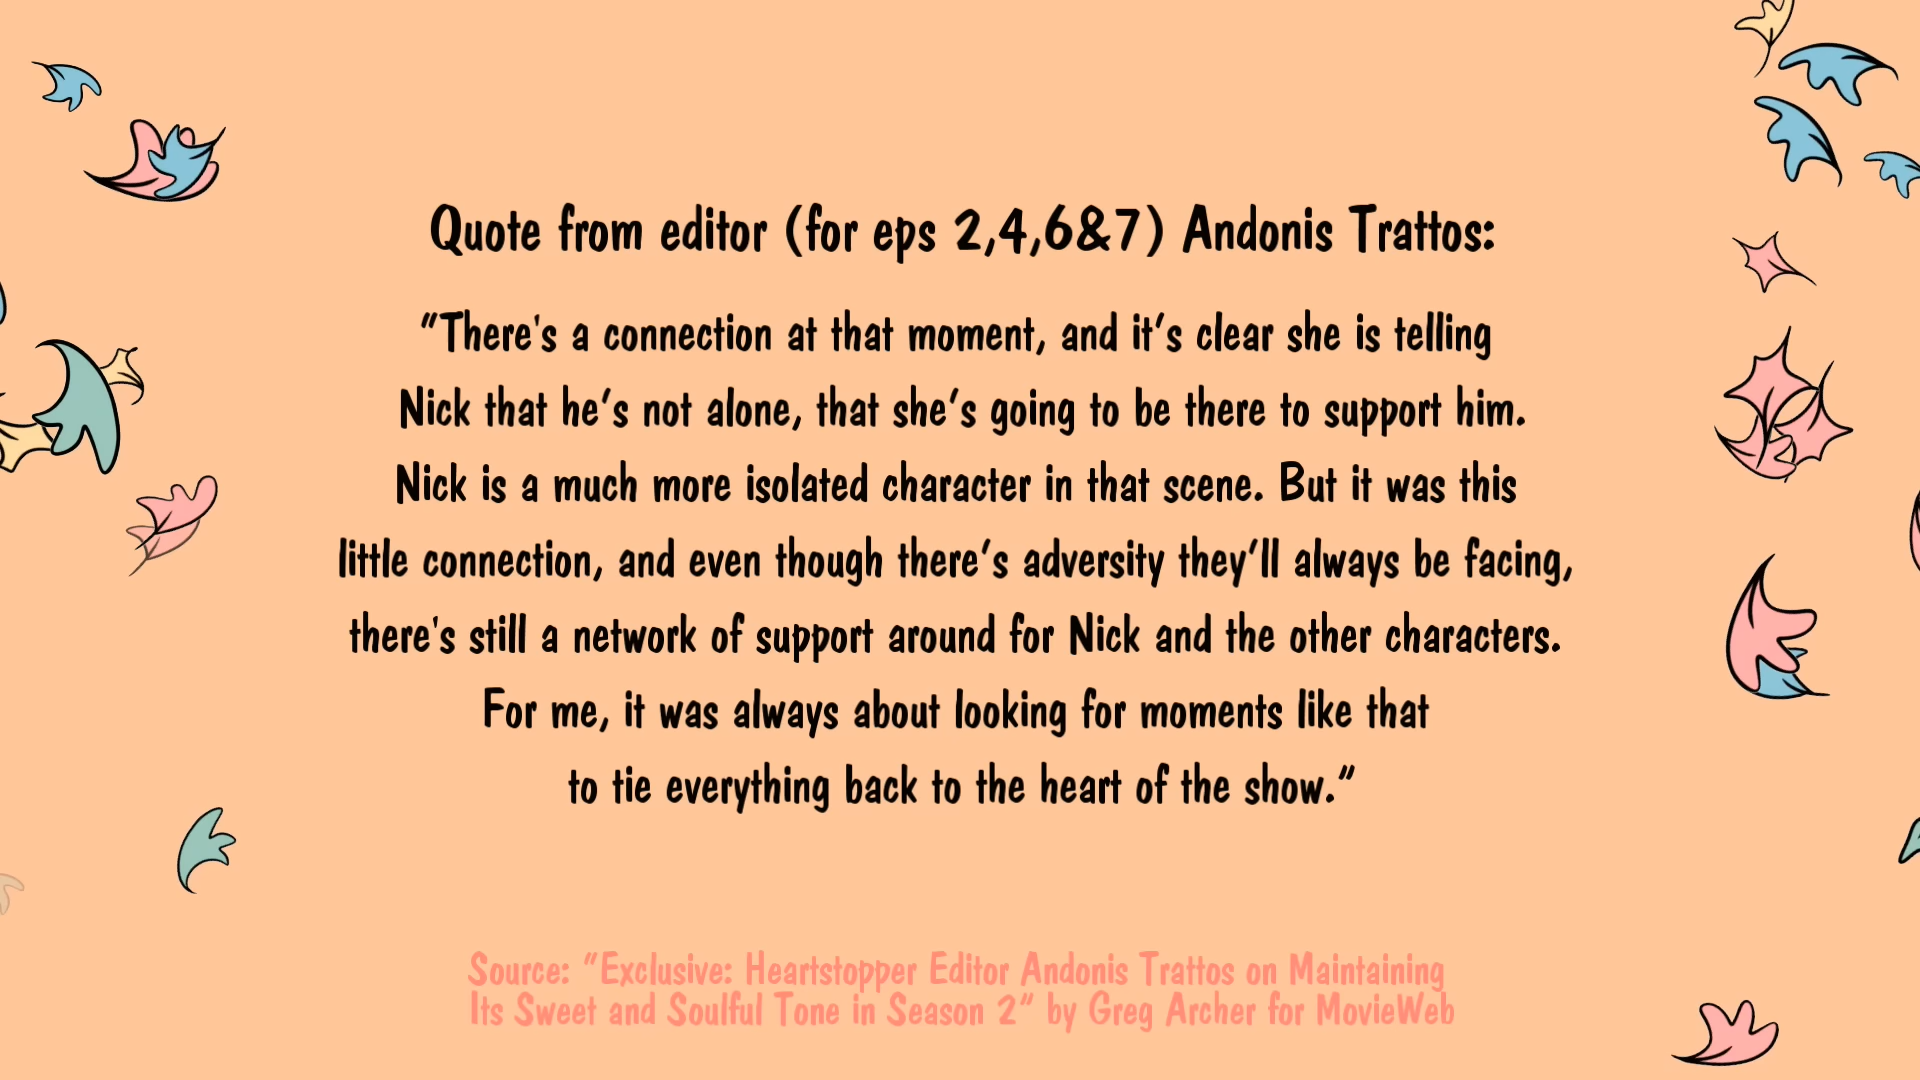 Quote from editor (for eps 2,4,6&7) Andonis Trattos:
“There's a connection at that moment, and it’s clear she is telling
Nick that he’s not alone, that she’s going to be there to support him.
Nick is a much more isolated character in that scene. But it was this
little connection, and even though there’s adversity they’ll always be facing,
there's still a network of support around for Nick and the other characters.
For me, it was always about looking for moments like that
to tie everything back to the heart of the show.”
Source: “Exclusive: Heartstopper Editor Andonis Trattos on Maintaining
Its Sweet and Soulful Tone in Season 2” by Greg Archer for MovieWeb